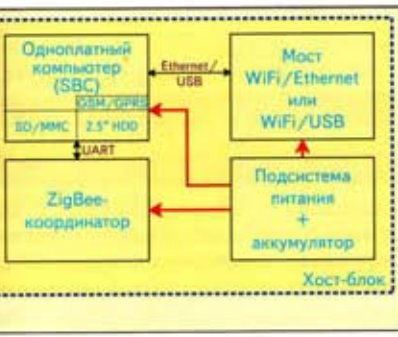 Одноплатный
компьютер
(SBC)
GSM/GPRS
SD/MMC 2.5" HDD
Ethernet/
USB
Мост
WiFi/Ethernet
или
WiFi/USB
UART
ZigBee-
координатор
Подсистема
питания
+
аккумулятор
Хост-блок